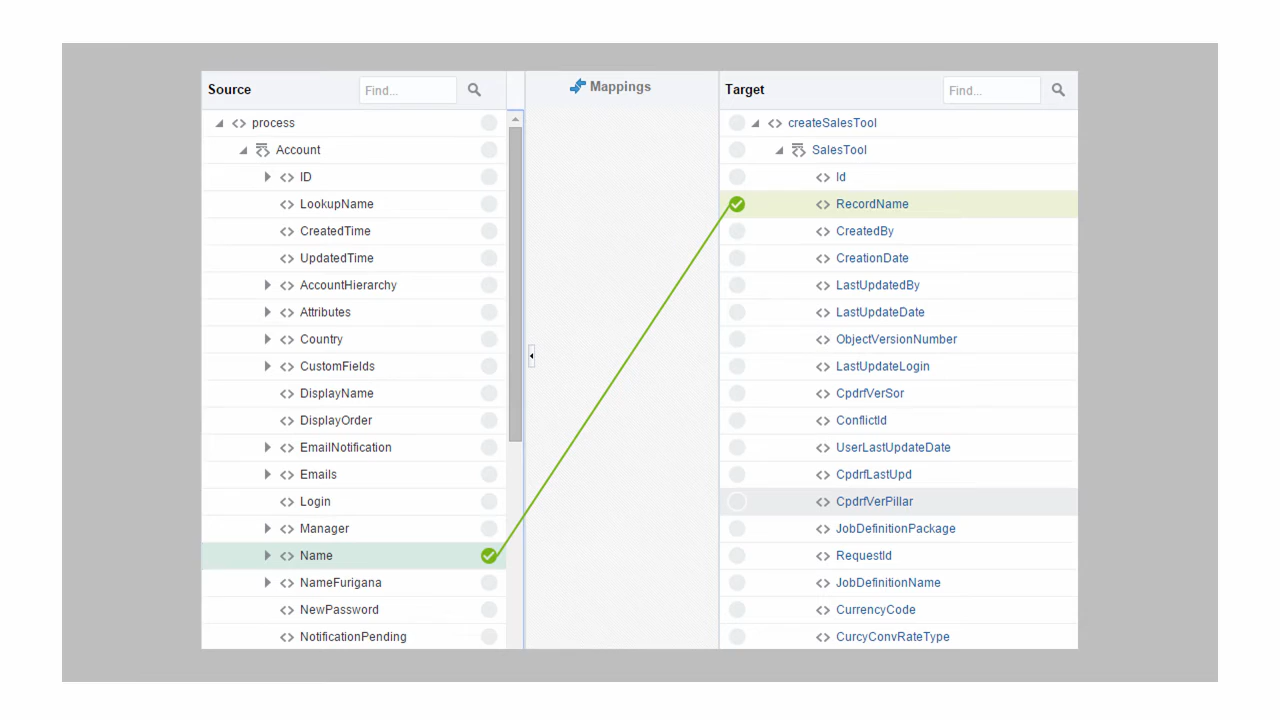 Source
Find...
process
Account
ID
LookupName
CreatedTime
UpdatedTime
AccountHierarchy
Attributes
Country
CustomFields
DisplayName
DisplayOrder
EmailNotification
Emails
Login
Manager
Name
NameFurigana
NewPassword
NotificationPending
Mappings
Target
Find...
createSalesTool
SalesTool
Id
RecordName
CreatedBy
CreationDate
LastUpdatedBy
LastUpdateDate
ObjectVersionNumber
LastUpdateLogin
CpdrfVerSor
ConflictId
UserLastUpdateDate
CpdrfLastUpd
CpdrfVerPillar
JobDefinitionPackage
RequestId
JobDefinitionName
CurrencyCode
CurcyConvRateType